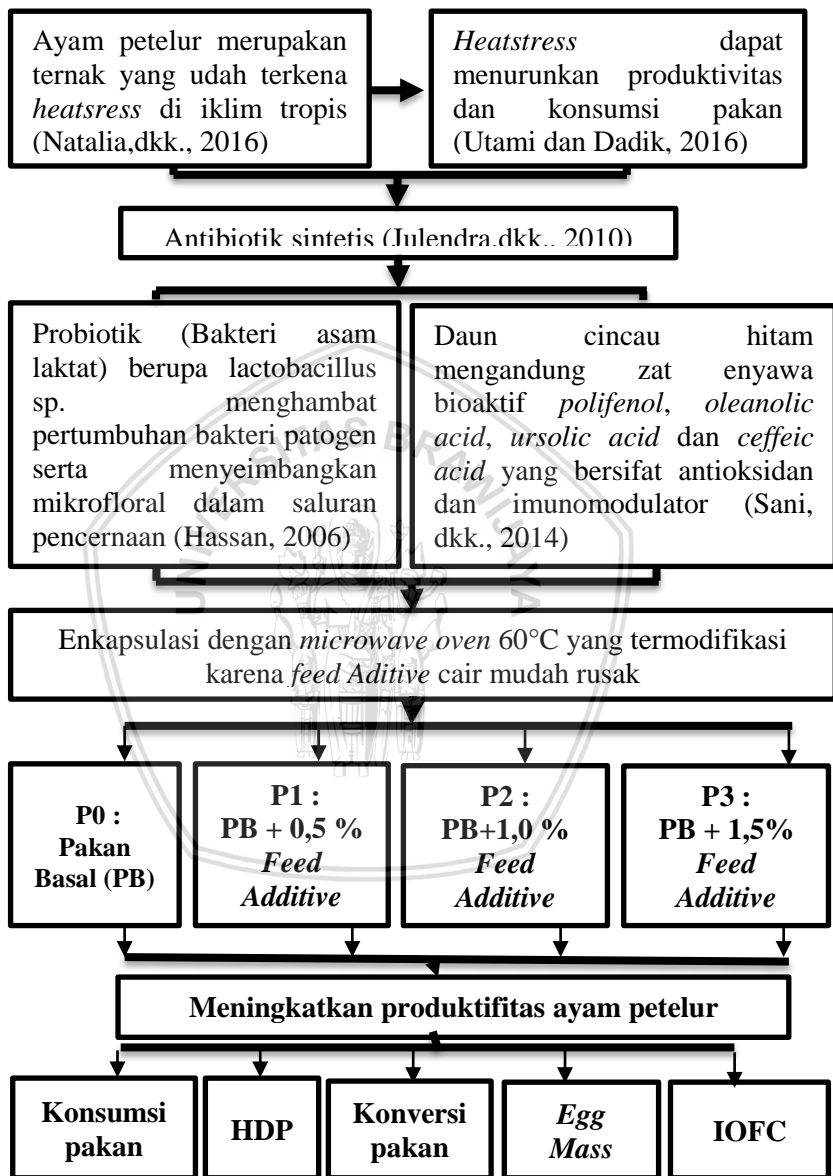 Ayam petelur merupakan
ternak yang udah terkena
heatsress di iklim tropis
(Natalia,dkk., 2016)
Heatstress dapat
menurunkan produktivitas
dan konsumsi pakan
(Utami dan Dadik, 2016)
Antibiotik sintetis (Julendra,dkk., 2010)
Probiotik (Bakteri asam
laktat) berupa lactobacillus
sp. menghambat
pertumbuhan bakteri patogen
serta menyeimbangkan
mikrofloral dalam saluran
pencernaan (Hassan, 2006)
Daun cincau hitam
mengandung zat enyawa
bioaktif polifenol, oleanolic
acid, ursolic acid dan ceffeic
acid yang bersifat antioksidan
dan imunomodulator (Sani,
dkk., 2014)
UNIVERSITAS BRAWIJAYA
Enkapsulasi dengan microwave oven 60°C yang termodifikasi
karena feed Aditive cair mudah rusak
P0 :
Pakan
Basal (PB)
P1 :
PB + 0,5 %
Feed
Additive
P2 :
PB+1,0 %
Feed
Additive
P3 :
PB + 1,5%
Feed
Additive
Meningkatkan produktifitas ayam petelur
Konsumsi
pakan
HDP
Konversi
pakan
Egg
Mass
IOFC